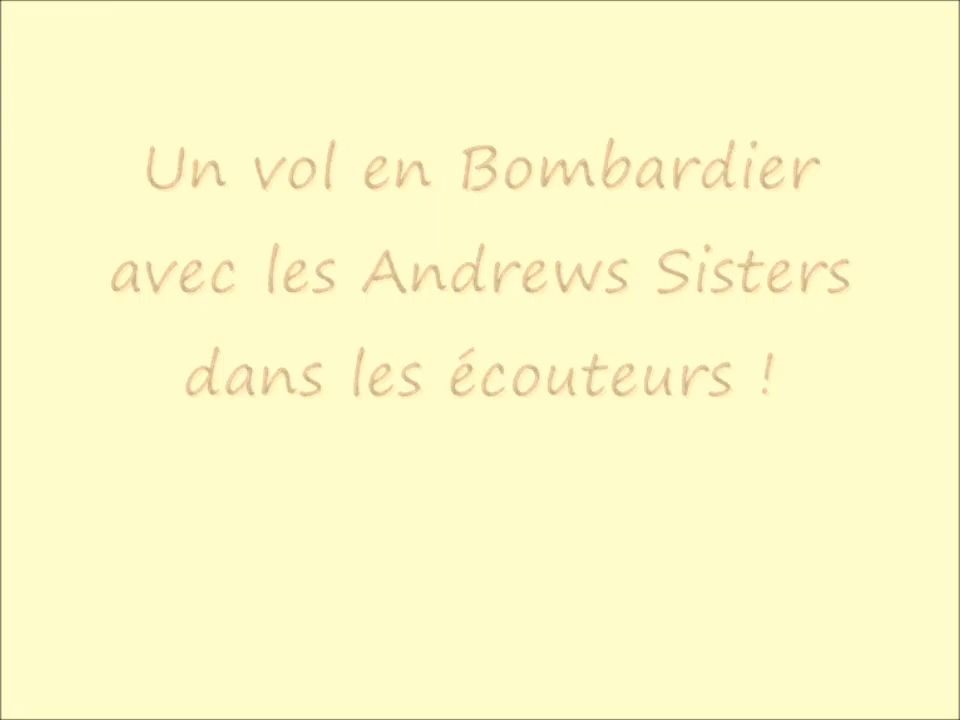 Un vol en Bombardier
avec les Andrews Sisters
dans les écouteurs !